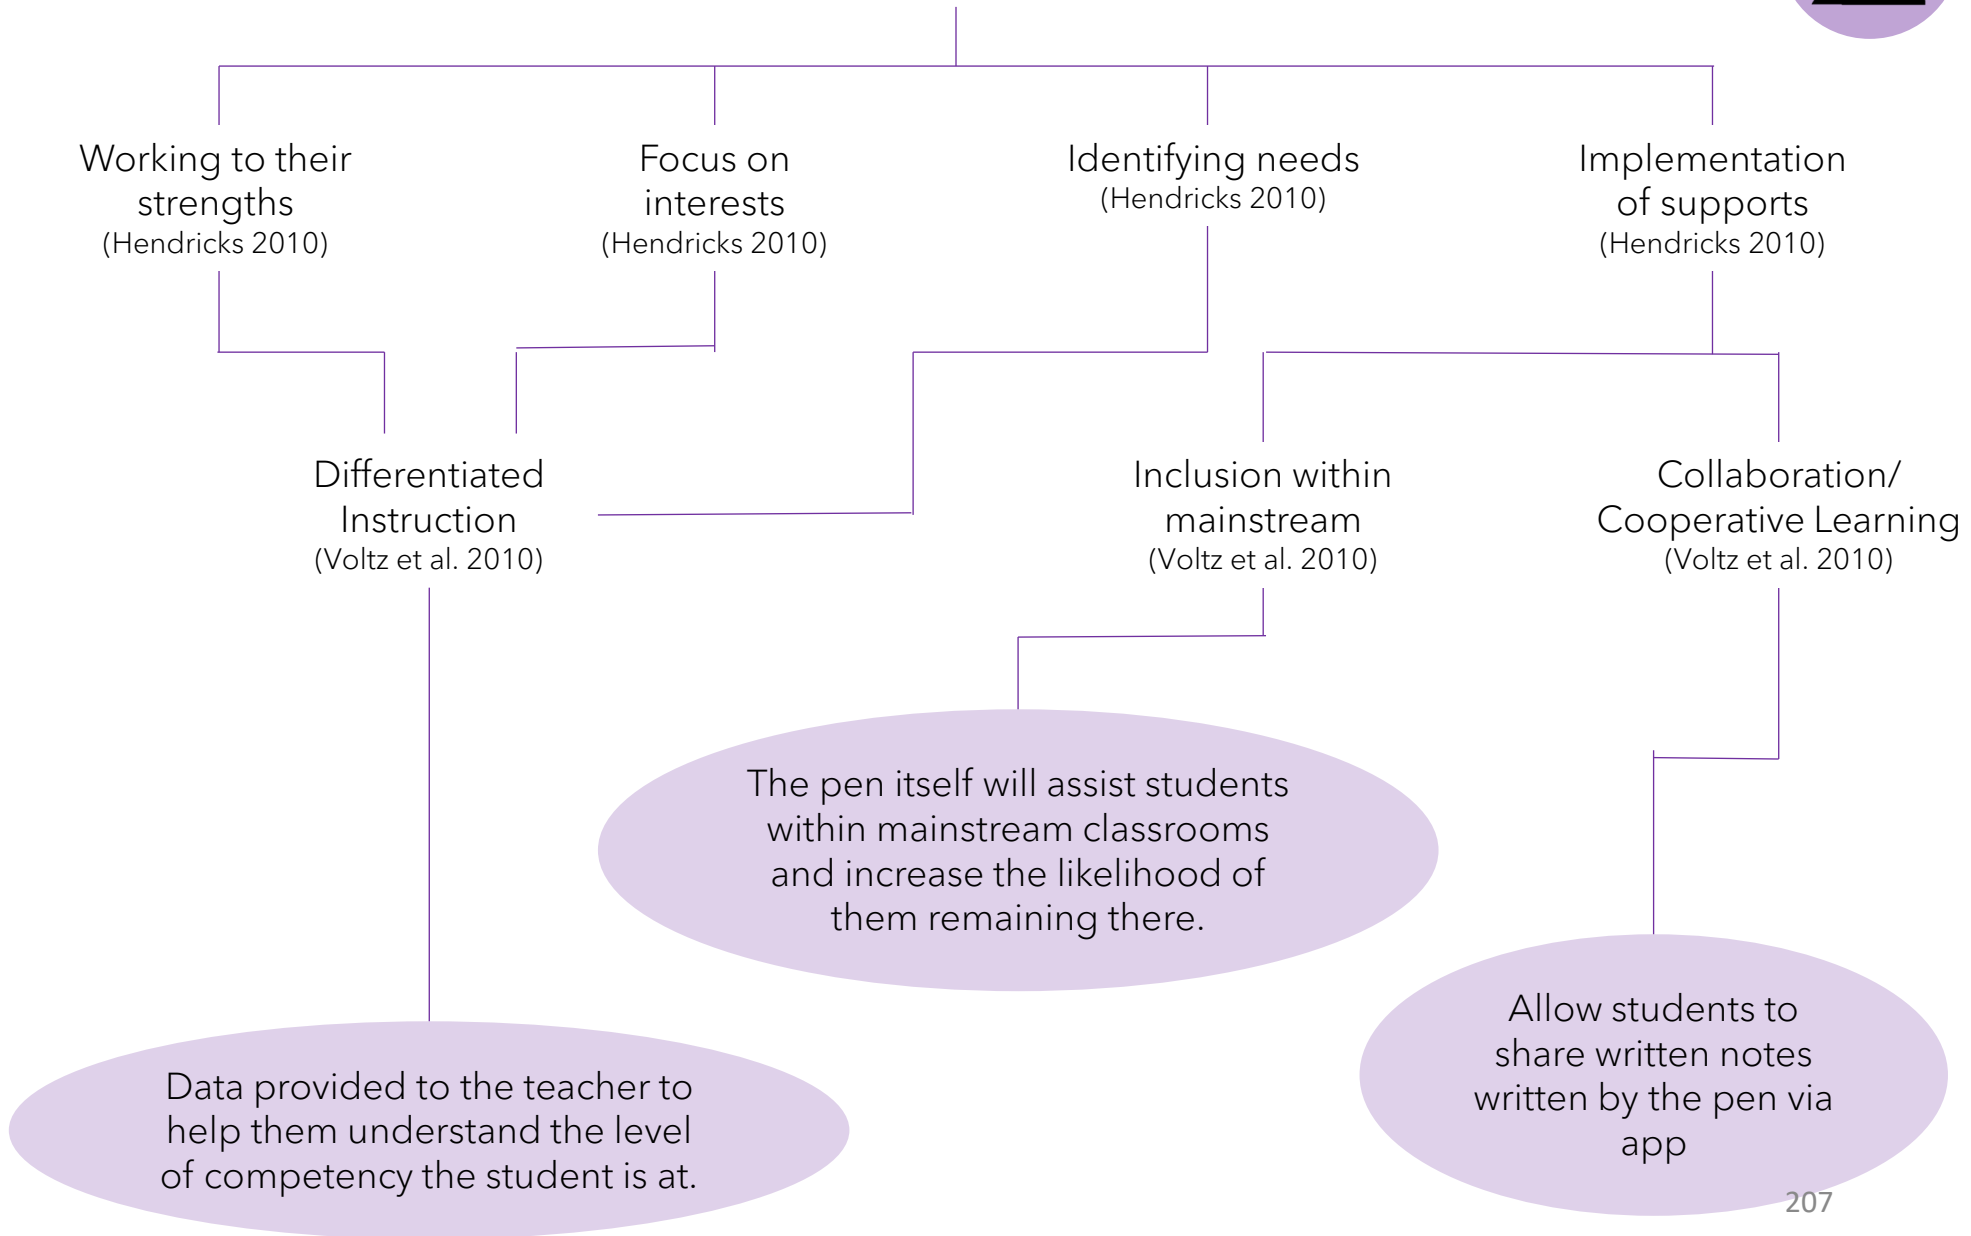 Working to their
strengths
(Hendricks 2010)
Focus on
interests
(Hendricks 2010)
Identifying needs
(Hendricks 2010)
Implementation
of supports
(Hendricks 2010)
Differentiated
Instruction
(Voltz et al. 2010)
Inclusion within
mainstream
(Voltz et al. 2010)
Collaboration/
Cooperative Learning
(Voltz et al. 2010)
The pen itself will assist students
within mainstream classrooms
and increase the likelihood of
them remaining there.
Data provided to the teacher to
help them understand the level
of competency the student is at.
Allow students to
share written notes
written by the pen via
app
207